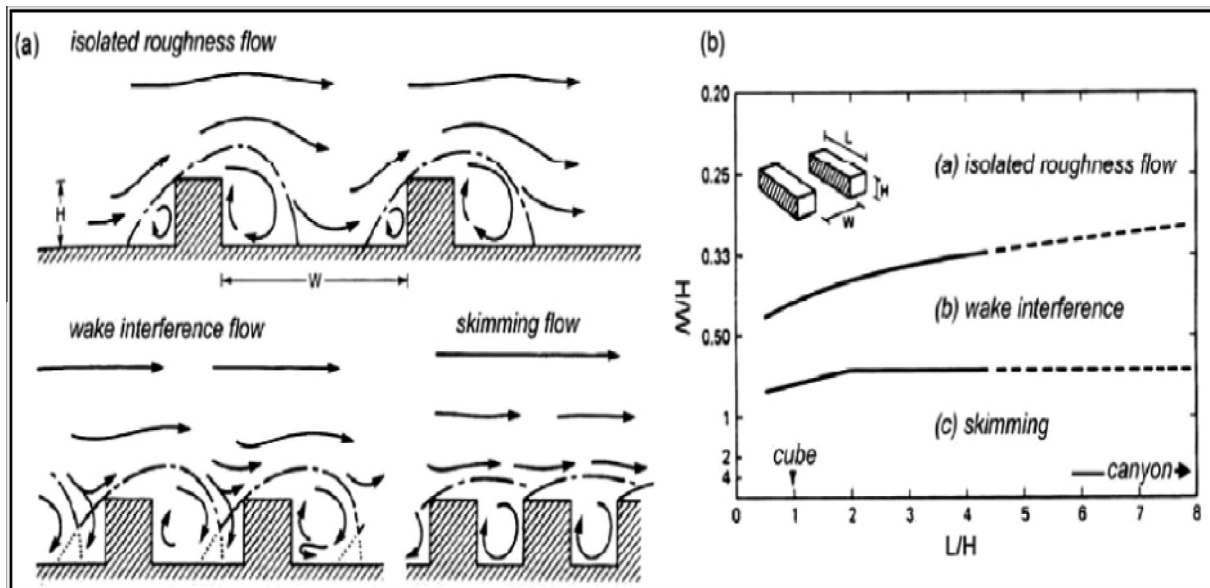 (a) isolated roughness flow
H
W
wake interference flow
skimming flow
(b)
0.20
0.25
0.33
0.50
1
2
4
W/H
L
H
W
(a) isolated roughness flow
(b) wake interference
(c) skimming
cube
canyon
0 1 2 3 4 5 6 7 8
L/H